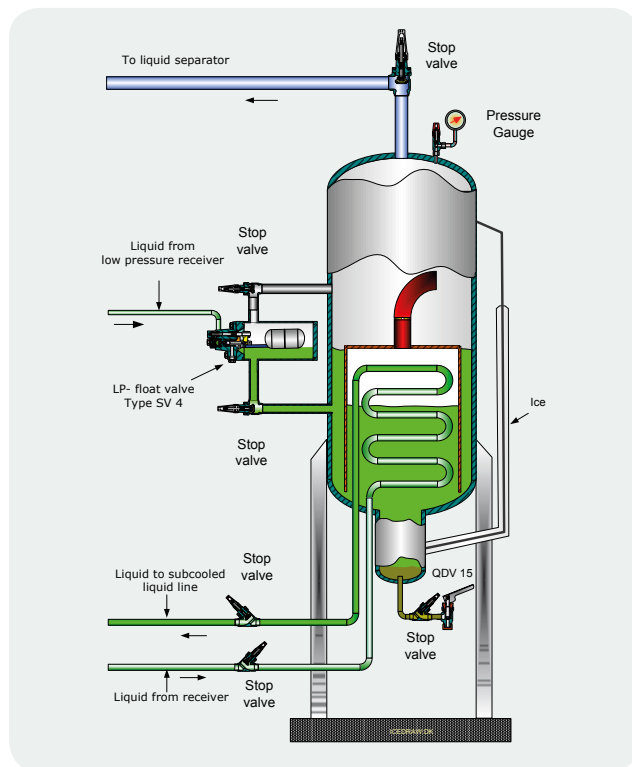 To liquid separator
Stop
valve
Pressure
Gauge
Stop
valve
Liquid from
low pressure receiver
LP- float valve
Type SV 4
Ice
Stop
valve
QDV 15
Stop
valve
Liquid to subcooled
liquid line
Stop
valve
Liquid from receiver
Stop
valve
ICEDRAW.DK